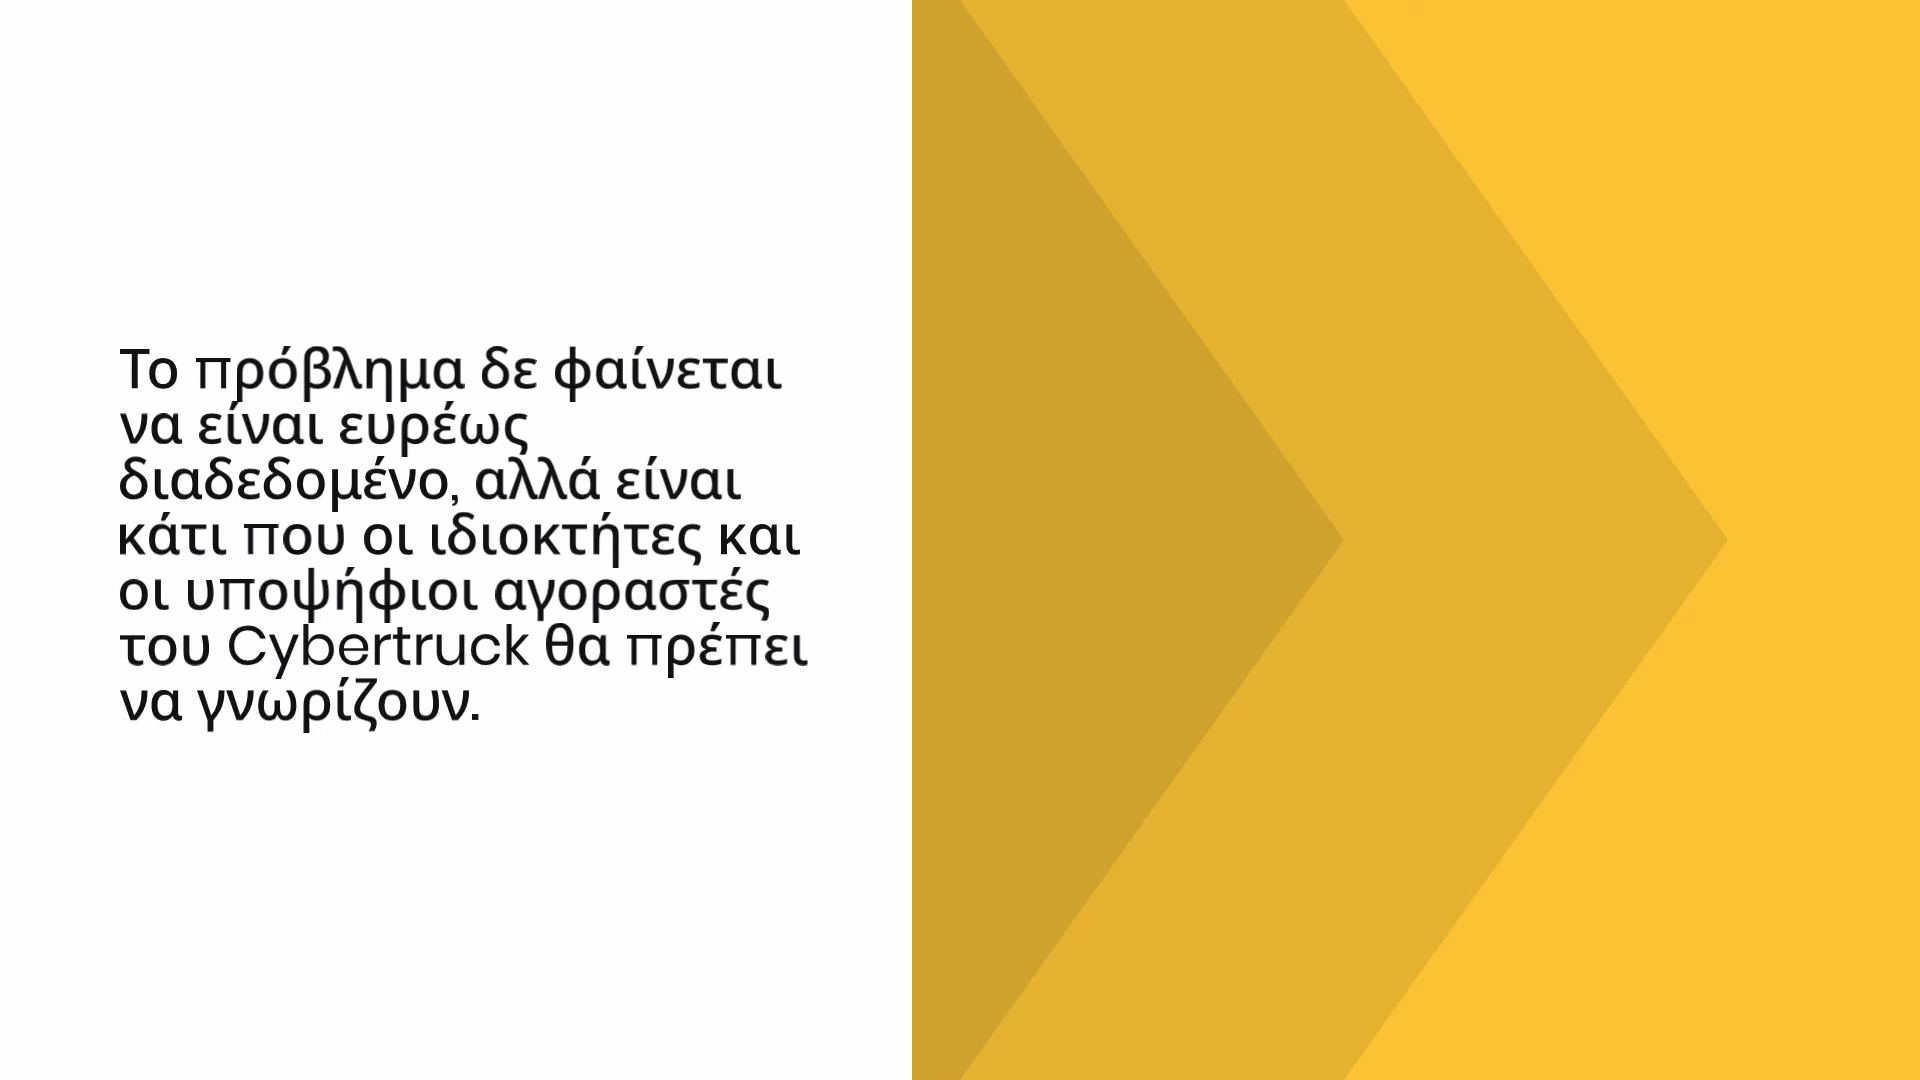 Το πρόβλημα δε φαίνεται
να είναι ευρέως
διαδεδομένο, αλλά είναι
κάτι που οι ιδιοκτήτες και
οι υποψήφιοι αγοραστές
του Cybertruck θα πρέπει
να γνωρίζουν.